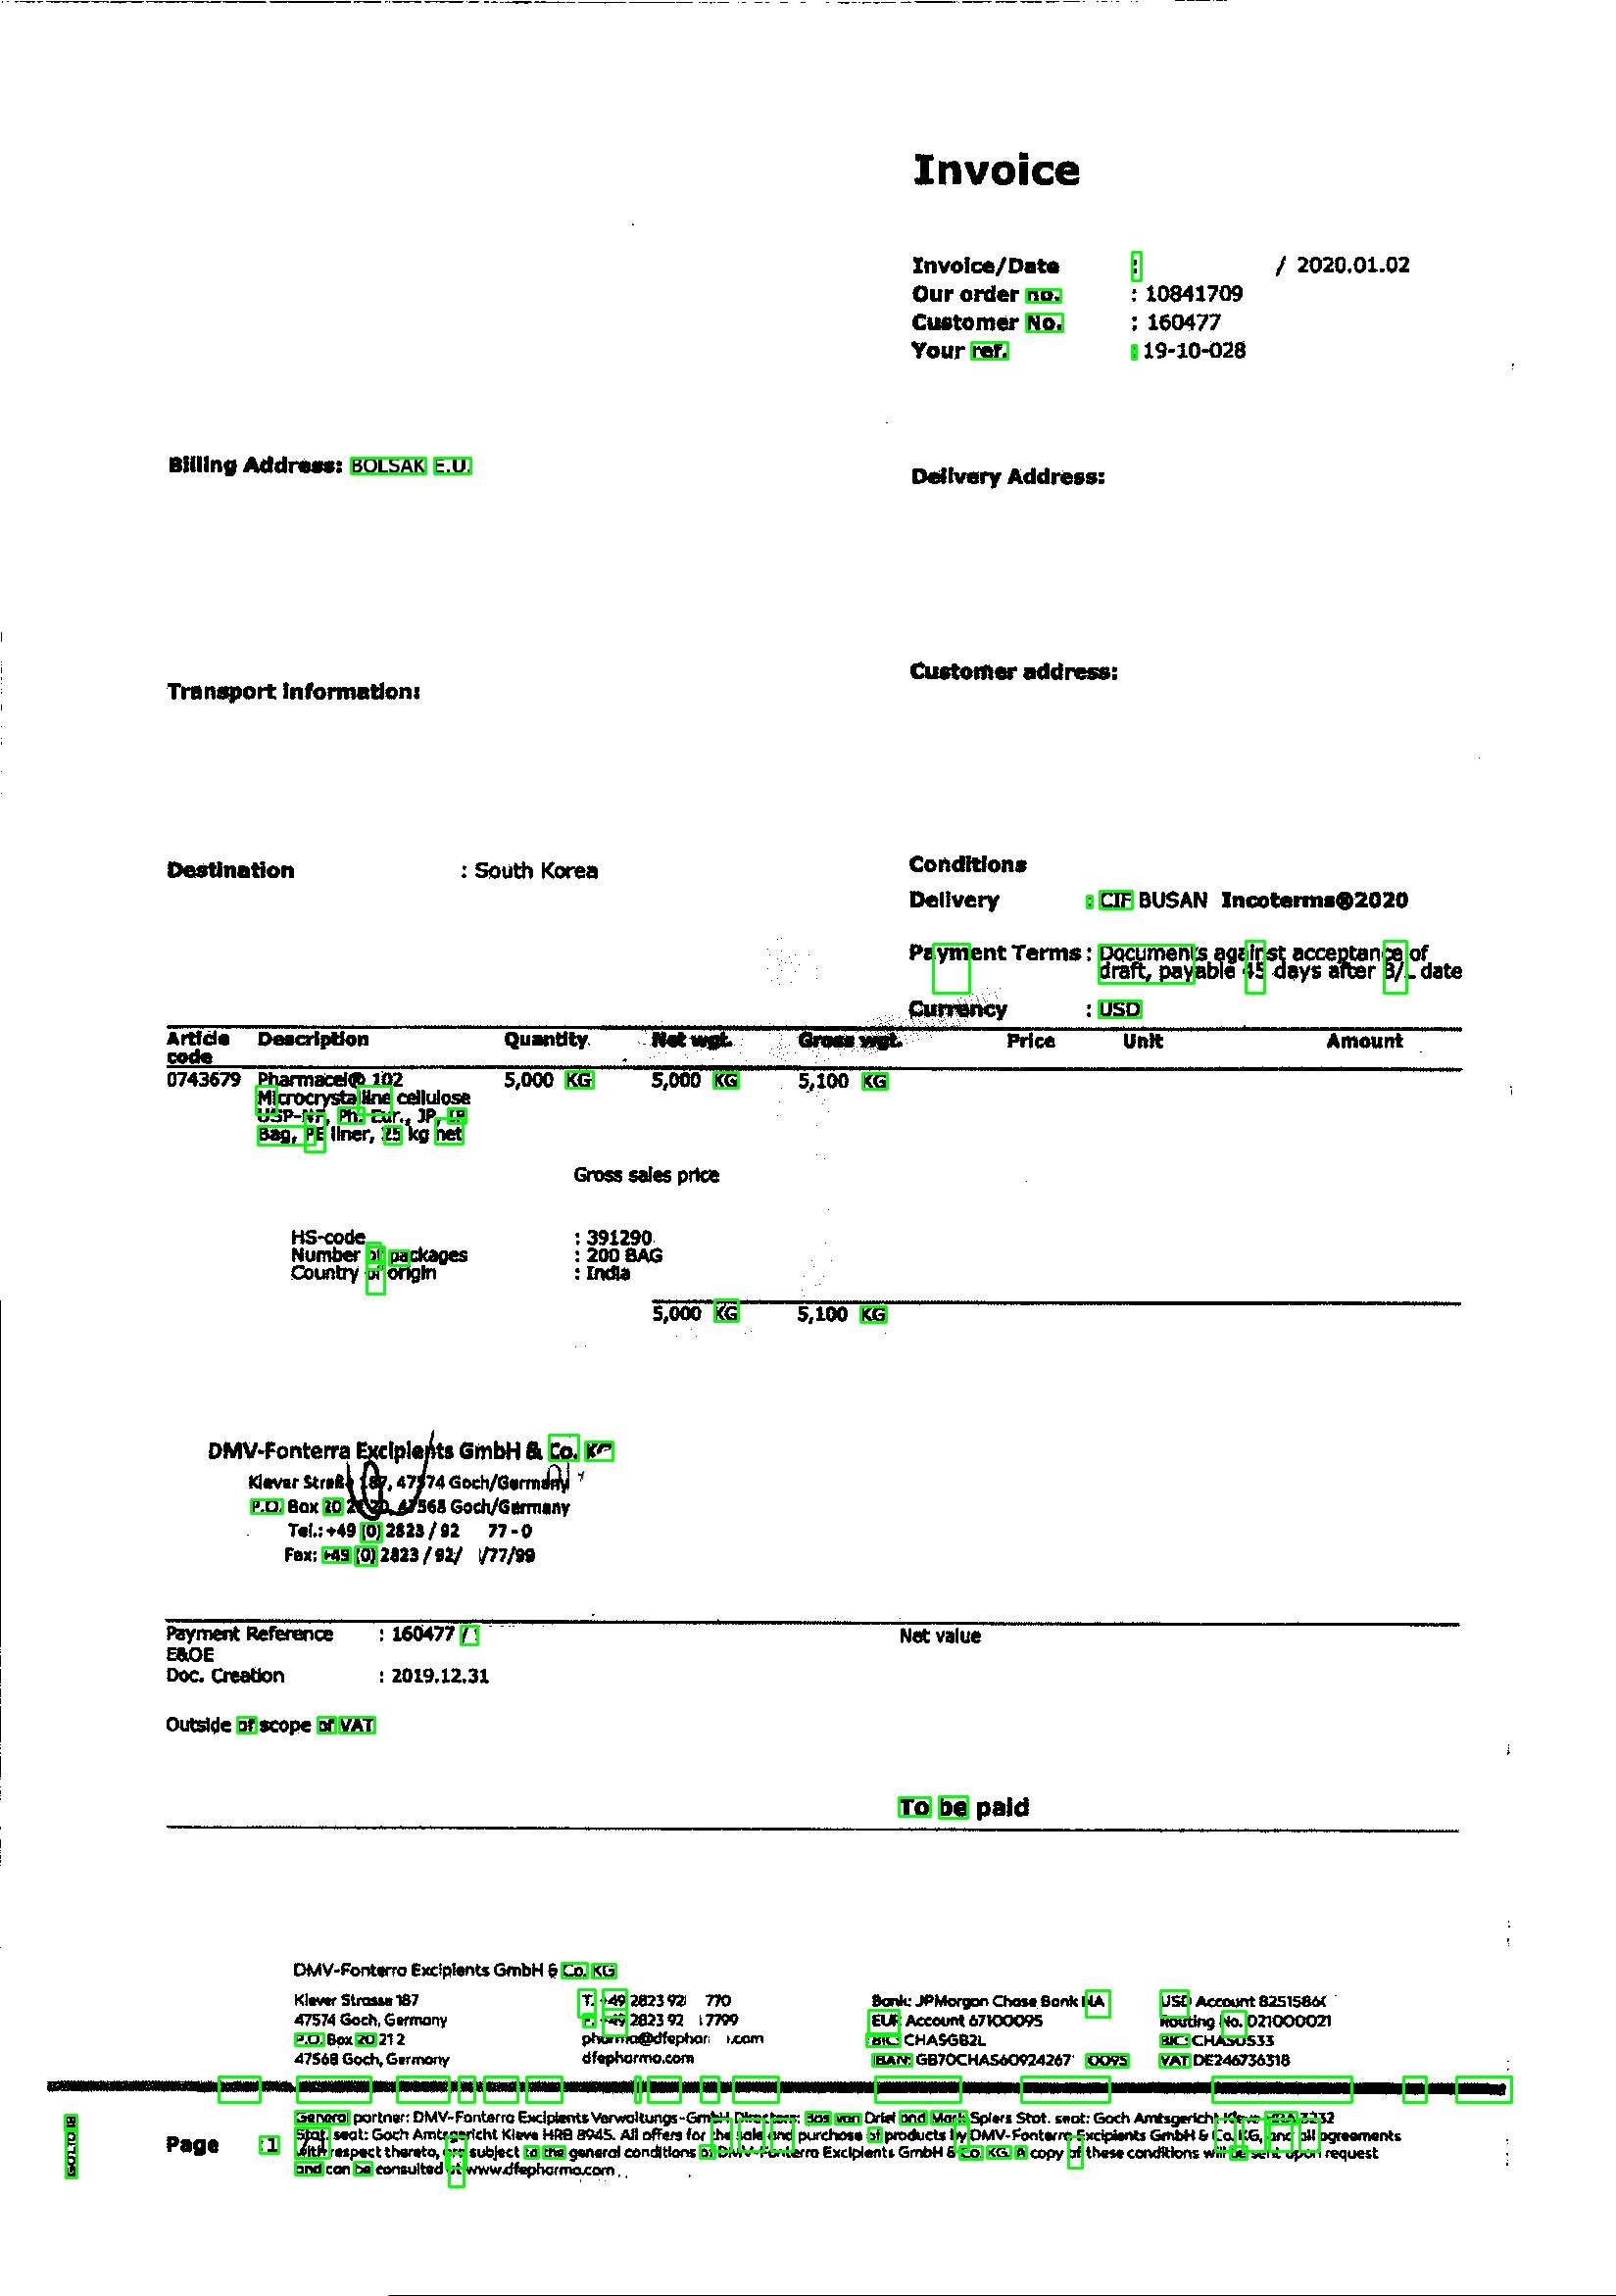 Invoice
Invoice/Date : / 2020.01.02
Our order no. : 10841709
Customer No. : 160477
Your ref. : 19-10-028
Billing Address: BOLSAK E.U.
Delivery Address:
Customer address:
Transport information:
Destination : South Korea
Conditions
Delivery : CIF BUSAN Incoterms®2020
Payment Terms : Documents against acceptance of
draft, payable 45 days after B/L date
Currency : USD
Article Description Quantity Net wgt. Gross wgt. Price Unit Amount
code
0743679 Pharmacel® 102 5,000 KG 5,000 KG 5,100 KG
Microcrystalline cellulose
USP-NF, Ph. Eur., JP, IP
Bag, PE liner, 25 kg net
Gross sales price
HS-code : 391290
Number of packages : 200 BAG
Country of origin : India
5,000 KG 5,100 KG
DMV-Fonterra Excipients GmbH & Co. KG
Klever Straße 187, 47574 Goch/Germany
P.O. Box 20 47568 Goch/Germany
Tel.: +49 (0) 2823 / 92 77 - 0
Fax: +49 (0) 2823 / 92/ /77/99
Payment Reference : 160477 /
E&OE
Doc. Creation : 2019.12.31
Net value
Outside of scope of VAT
To be paid
DMV-Fonterra Excipients GmbH & Co. KG
Klever Strasse 187 T. +49 2823 92 770 Bank: JPMorgan Chase Bank NA USD Account 8251586
47574 Goch, Germany F. +49 2823 92 7799 EUR Account 67100095 Routing No. 021000021
P.O. Box 20 21 2 pharma@dfephar .com BIC: CHASGB2L BIC: CHASUS33
47568 Goch, Germany dfepharma.com IBAN: GB70CHAS60924267 0095 VAT DE246736318
General partner: DMV-Fonterra Excipients Verwaltungs-GmbH Directors: Bas van Driel and Mark Spiers Stat. seat: Goch Amtsgericht Kleve HRA 3232
Stat. seat: Goch Amtsgericht Kleve HRB 8945. All offers for the sale and purchase of products by DMV-Fonterra Excipients GmbH & Co. KG, and all agreements
with respect thereto, are subject to the general conditions of DMV-Fonterra Excipients GmbH & Co. KG. A copy of these conditions will be sent upon request
and can be consulted at www.dfepharma.com
Page :1